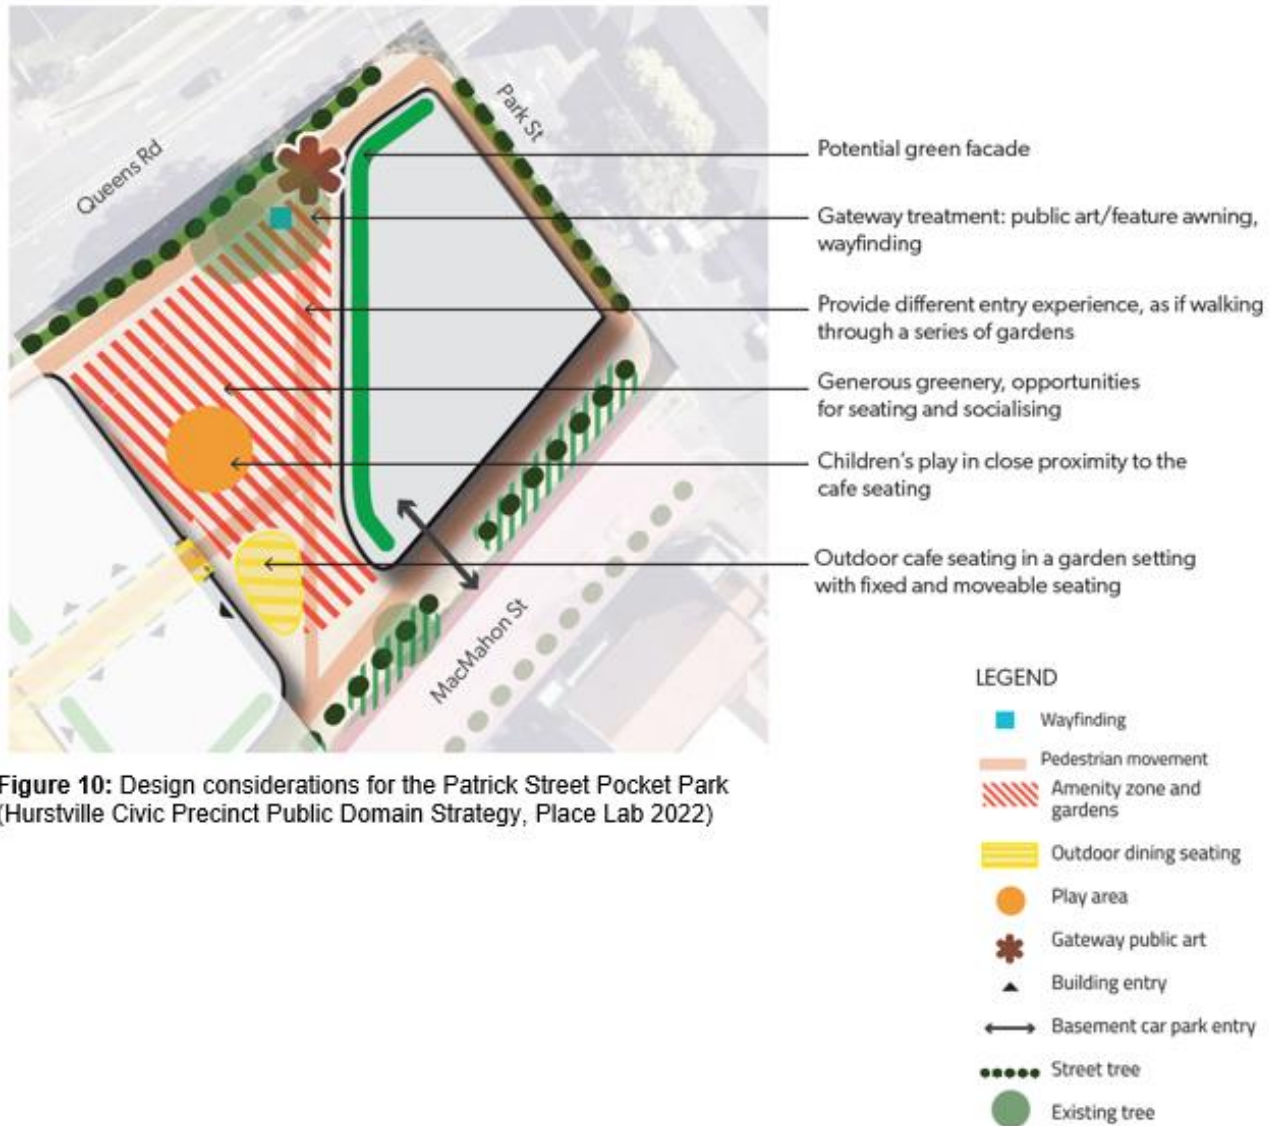 Queens Rd
Park St
MacMahon St
Potential green facade
Gateway treatment: public art/feature awning,
wayfinding
Provide different entry experience, as if walking
through a series of gardens
Generous greenery, opportunities
for seating and socialising
Children's play in close proximity to the
cafe seating
Outdoor cafe seating in a garden setting
with fixed and moveable seating
LEGEND
Wayfinding
Pedestrian movement
Amenity zone and
gardens
Outdoor dining seating
Play area
Gateway public art
Building entry
Basement car park entry
Street tree
Existing tree
Figure 10: Design considerations for the Patrick Street Pocket Park
(Hurstville Civic Precinct Public Domain Strategy, Place Lab 2022)